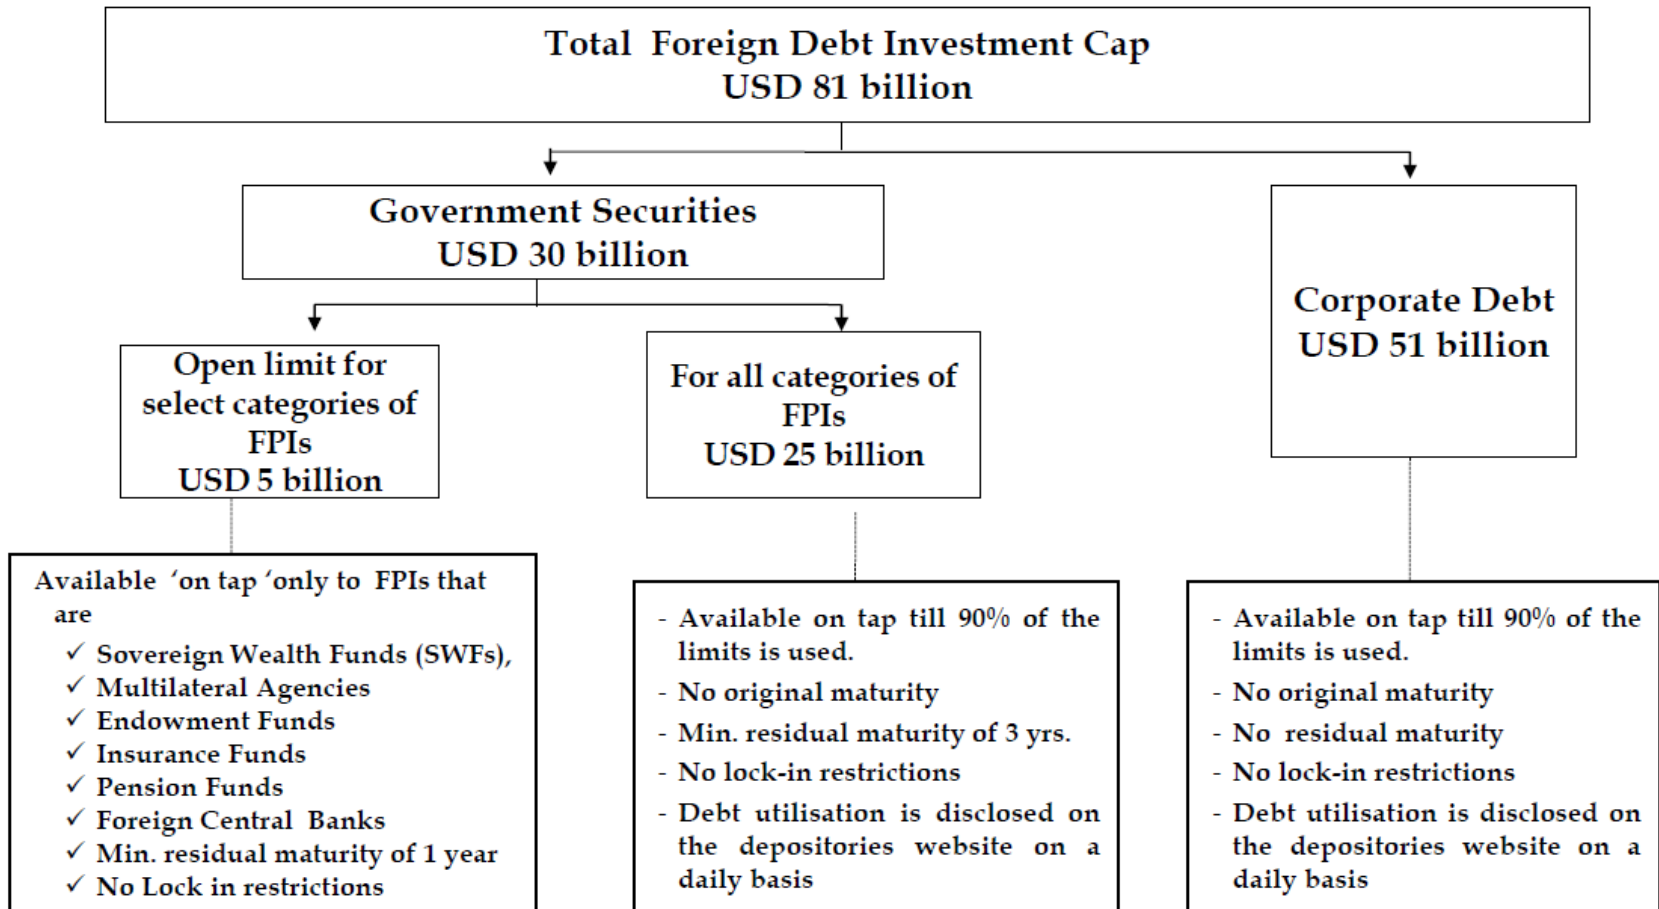 Total Foreign Debt Investment Cap
USD 81 billion
Government Securities
USD 30 billion
Corporate Debt
USD 51 billion
Open limit for
select categories of
FPIs
USD 5 billion
For all categories of
FPIs
USD 25 billion
Available ‘on tap ‘only to FPIs that
are
✓ Sovereign Wealth Funds (SWFs),
✓ Multilateral Agencies
✓ Endowment Funds
✓ Insurance Funds
✓ Pension Funds
✓ Foreign Central Banks
✓ Min. residual maturity of 1 year
✓ No Lock in restrictions
- Available on tap till 90% of the
limits is used.
- No original maturity
- Min. residual maturity of 3 yrs.
- No lock-in restrictions
- Debt utilisation is disclosed on
the depositories website on a
daily basis
- Available on tap till 90% of the
limits is used.
- No original maturity
- No residual maturity
- No lock-in restrictions
- Debt utilisation is disclosed on
the depositories website on a
daily basis